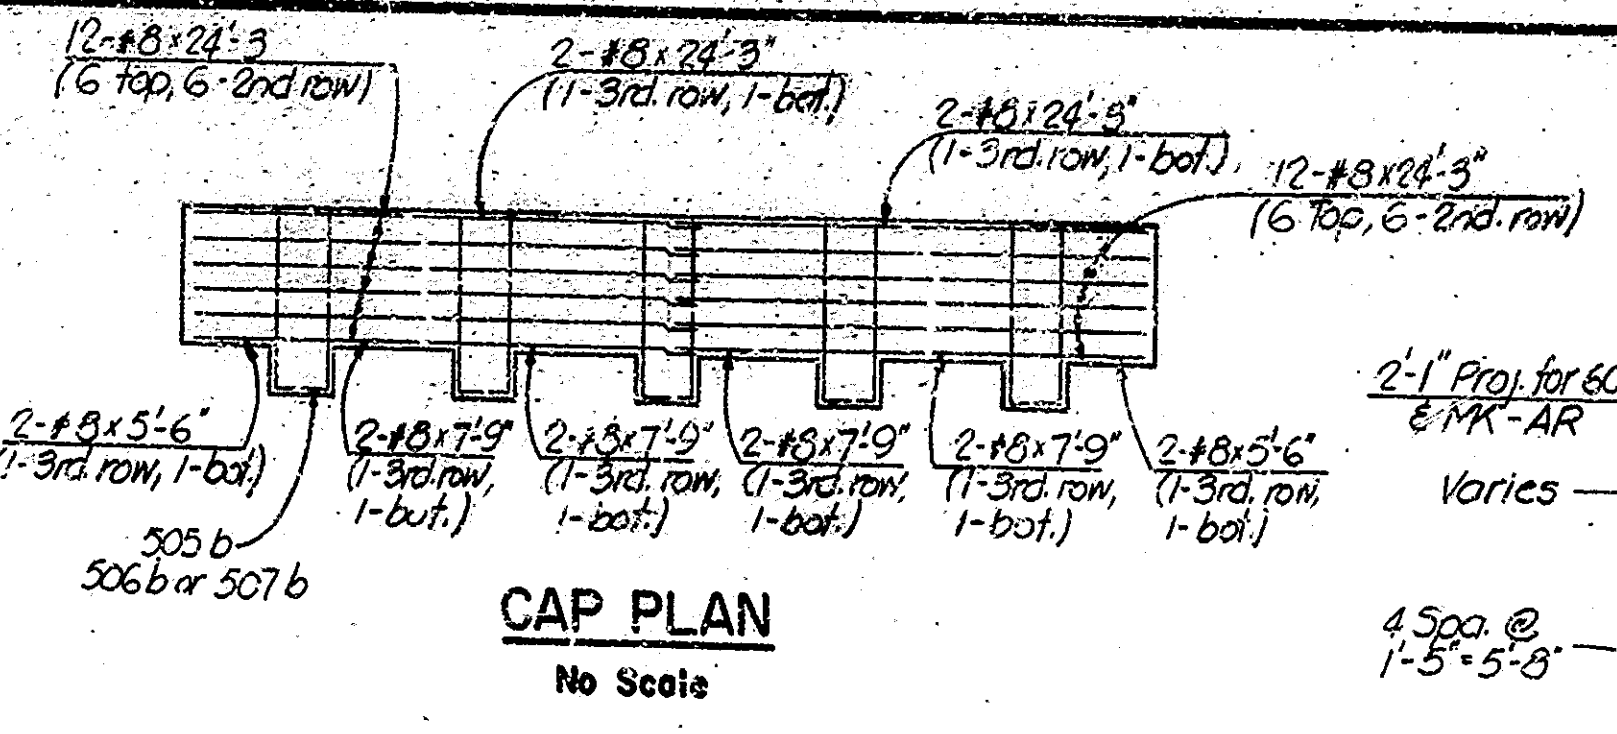 12-#8x24'-3
(6 top, 6-2nd row)
2-#8x24'-3"
(1-3rd. row, 1-bot.)
2-#8x24'-3"
(1-3rd. row, 1-bot.)
12-#8x24'-3"
(6 Top, 6-2nd. row)
2-#8x5'-6"
(1-3rd. row, 1-bot.)
2-#8x7'-9"
(1-3rd. row,
1-but.)
2-#8x7'-9"
(1-3rd. row,
1-bot.)
2-#8x7'-9"
(1-3rd. row,
1-bot.)
2-#8x7'-9"
(1-3rd. row,
1-bot.)
2-#8x5'-6"
(1-3rd. row,
1-bot.)
505 b
506 b or 507 b
CAP PLAN
No Scale
2'-1" Proj. for 60
& MK-AR
Varies
4 Spa. @
1'-5" = 5'-8"